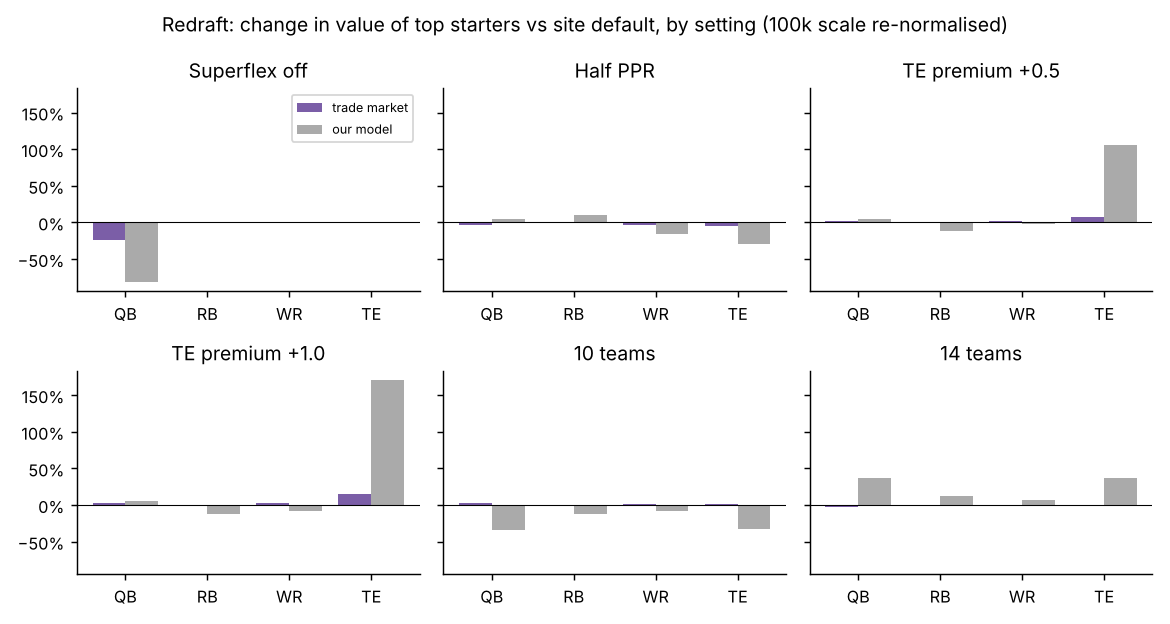 Redraft: change in value of top starters vs site default, by setting (100k scale re-normalised)
Superflex off
Half PPR
TE premium +0.5
trade market
our model
150%
100%
50%
0%
−50%
QB RB WR TE
QB RB WR TE
QB RB WR TE
TE premium +1.0
10 teams
14 teams
150%
100%
50%
0%
−50%
QB RB WR TE
QB RB WR TE
QB RB WR TE